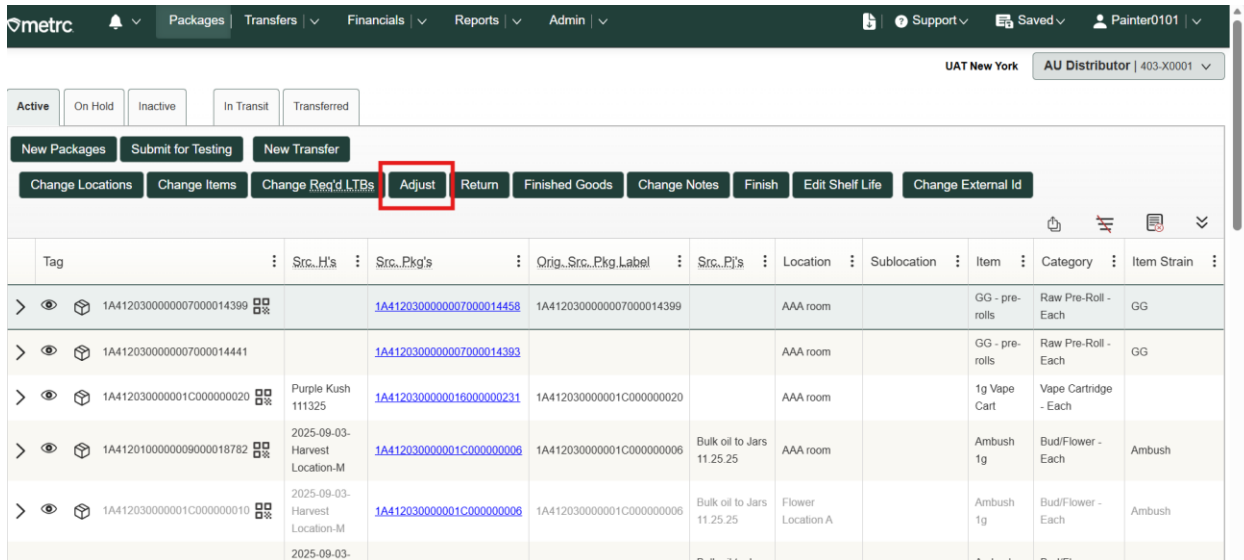 metrc Packages Transfers Financials Reports Admin Support Saved Painter0101
UAT New York AU Distributor | 403-X0001
Active On Hold Inactive In Transit Transferred
New Packages Submit for Testing New Transfer
Change Locations Change Items Change Req'd LTBs Adjust Return Finished Goods Change Notes Finish Edit Shelf Life Change External Id
Tag Src. H's Src. Pkg's Orig. Src. Pkg Label Src. Pj's Location Sublocation Item Category Item Strain
1A4120300000007000014399 1A4120300000007000014458 1A4120300000007000014399 AAA room GG - pre- Raw Pre-Roll - GG
rolls Each
1A4120300000007000014441 1A4120300000007000014393 AAA room GG - pre- Raw Pre-Roll - GG
rolls Each
1A412030000001C000000020 Purple Kush 1A4120300000016000000231 1A412030000001C000000020 AAA room 1g Vape Vape Cartridge
111325 Cart - Each
2025-09-03-
1A4120100000009000018782 Harvest 1A412030000001C000000006 1A412030000001C000000006 Bulk oil to Jars AAA room Ambush Bud/Flower - Ambush
Location-M 11.25.25 1g Each
2025-09-03-
1A412030000001C000000010 Harvest 1A412030000001C000000006 1A412030000001C000000006 Bulk oil to Jars Flower Ambush Bud/Flower - Ambush
Location-M 11.25.25 Location A 1g Each
2025-09-03-